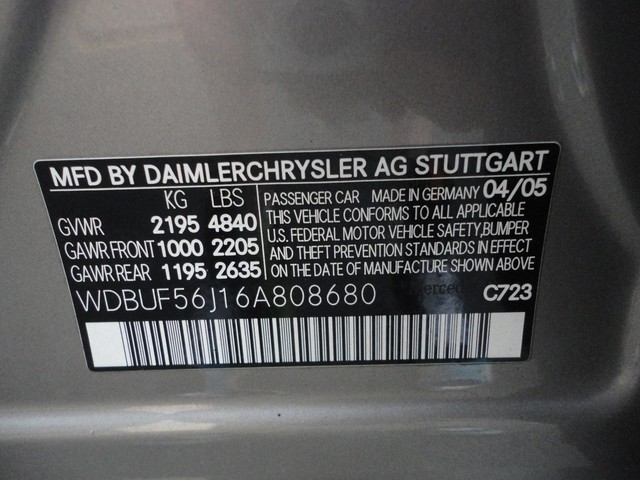 MFD BY DAIMLERCHRYSLER AG STUTTGART
KG LBS
GVWR 2195 4840
GAWR FRONT 1000 2205
GAWR REAR 1195 2635
PASSENGER CAR MADE IN GERMANY 04/05
THIS VEHICLE CONFORMS TO ALL APPLICABLE
U.S. FEDERAL MOTOR VEHICLE SAFETY, BUMPER
AND THEFT PREVENTION STANDARDS IN EFFECT
ON THE DATE OF MANUFACTURE SHOWN ABOVE.
WDBUF56J16A808680
C723